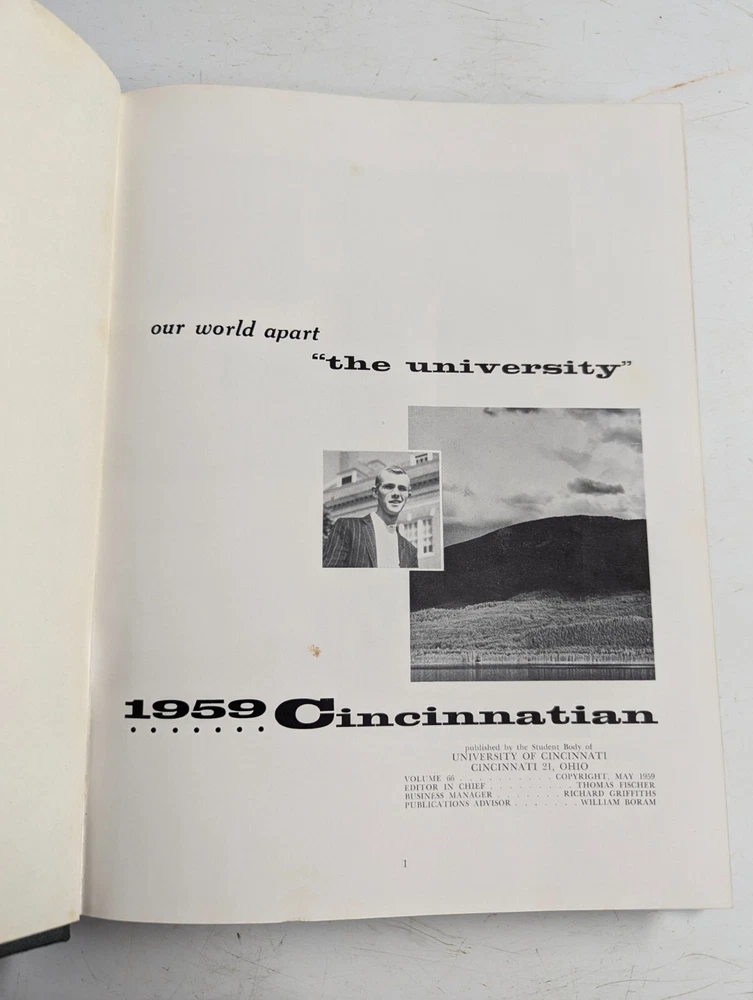 our world apart
“the university”
1959 Cincinnatian
published by the Student Body of
UNIVERSITY OF CINCINNATI
CINCINNATI 21, OHIO
VOLUME 66 . . . . . . . . . . COPYRIGHT, MAY 1959
EDITOR IN CHIEF . . . . . . . . . THOMAS FISCHER
BUSINESS MANAGER . . . . . . . RICHARD GRIFFITHS
PUBLICATIONS ADVISOR . . . . . . . WILLIAM BORAM
1